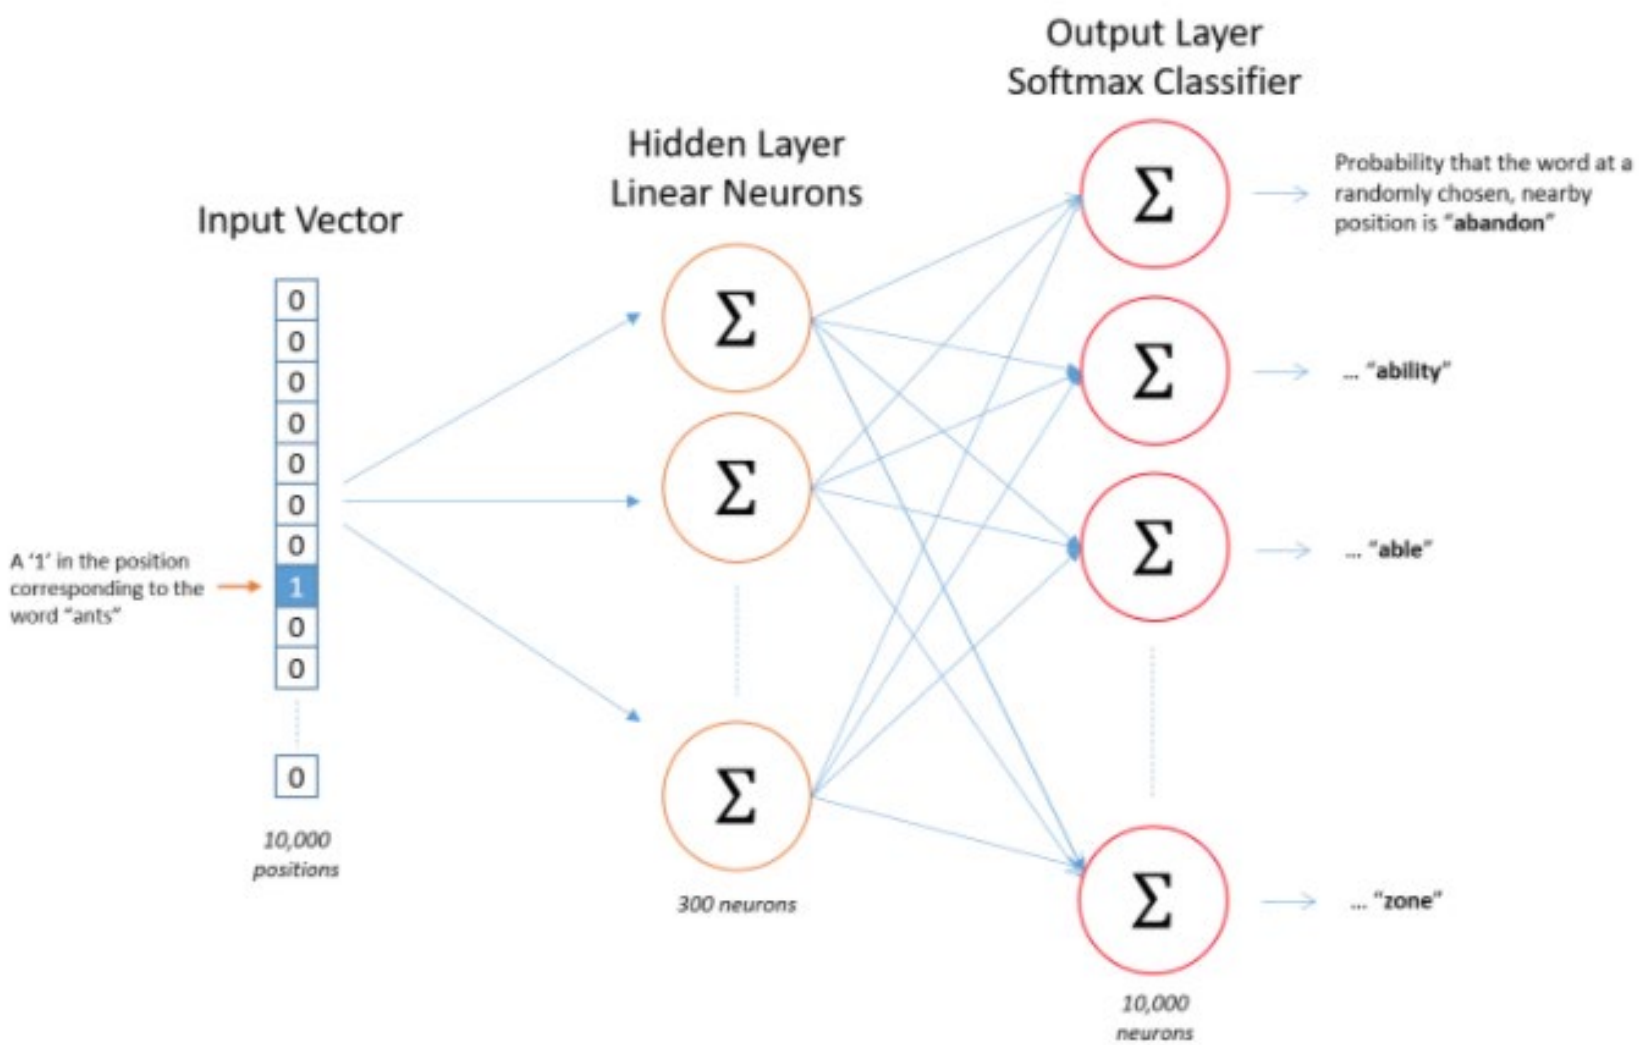 Output Layer
Softmax Classifier
Hidden Layer
Linear Neurons
Input Vector
0
0
0
0
0
0
0
1
0
0
0
A ‘1’ in the position
corresponding to the
word “ants”
10,000
positions
Σ
Σ
Σ
300 neurons
Σ
Σ
Σ
Σ
10,000
neurons
Probability that the word at a
randomly chosen, nearby
position is “abandon”
... “ability”
... “able”
... “zone”